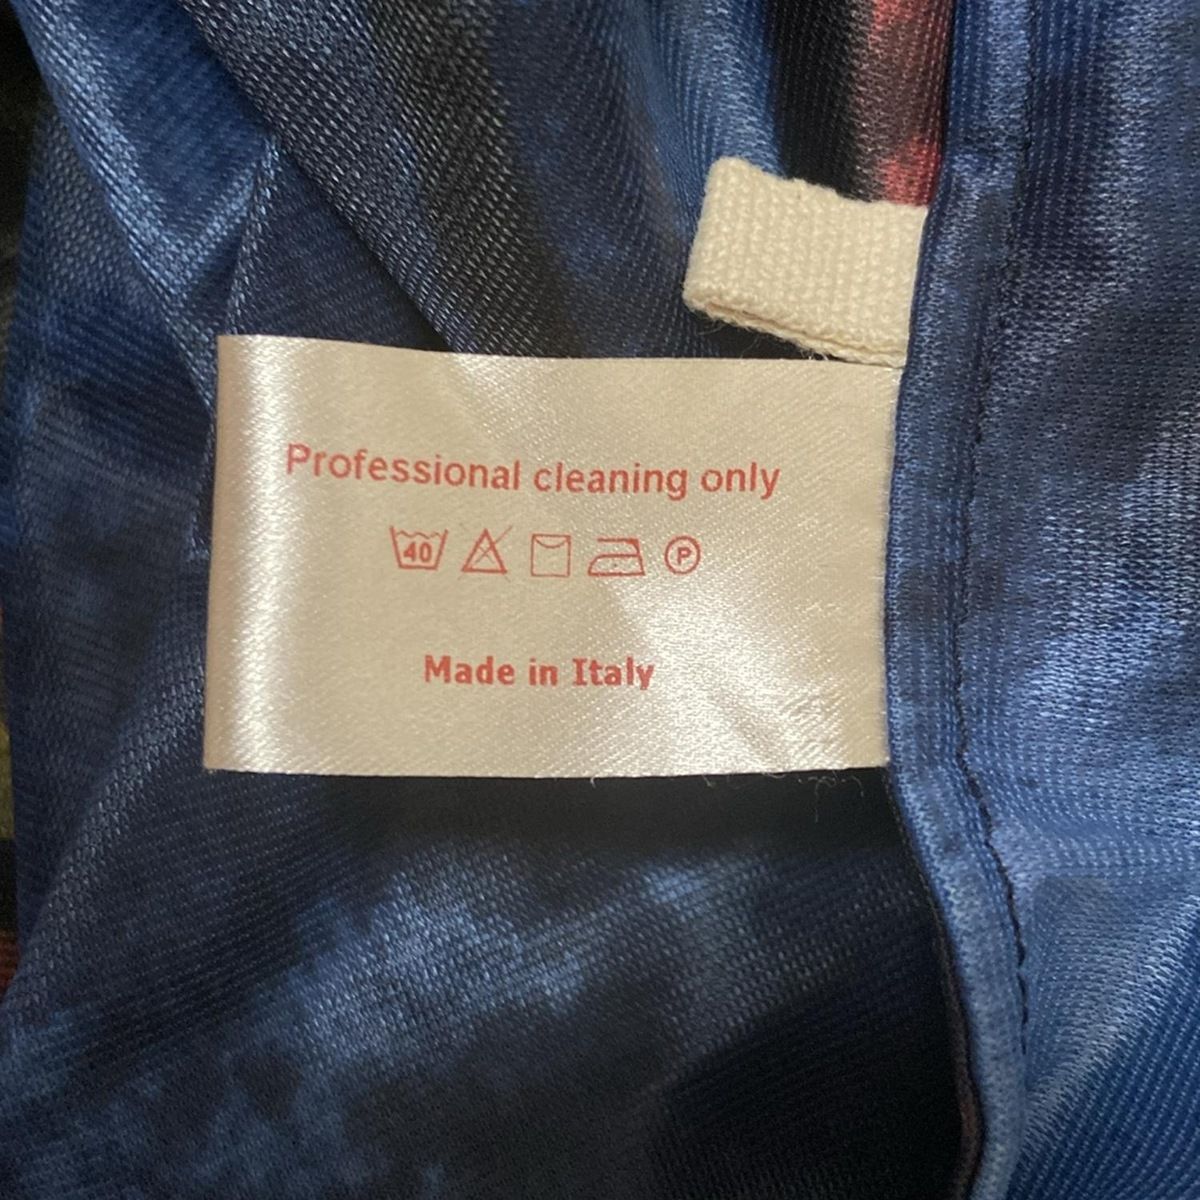 Professional cleaning only
40 P
Made in Italy